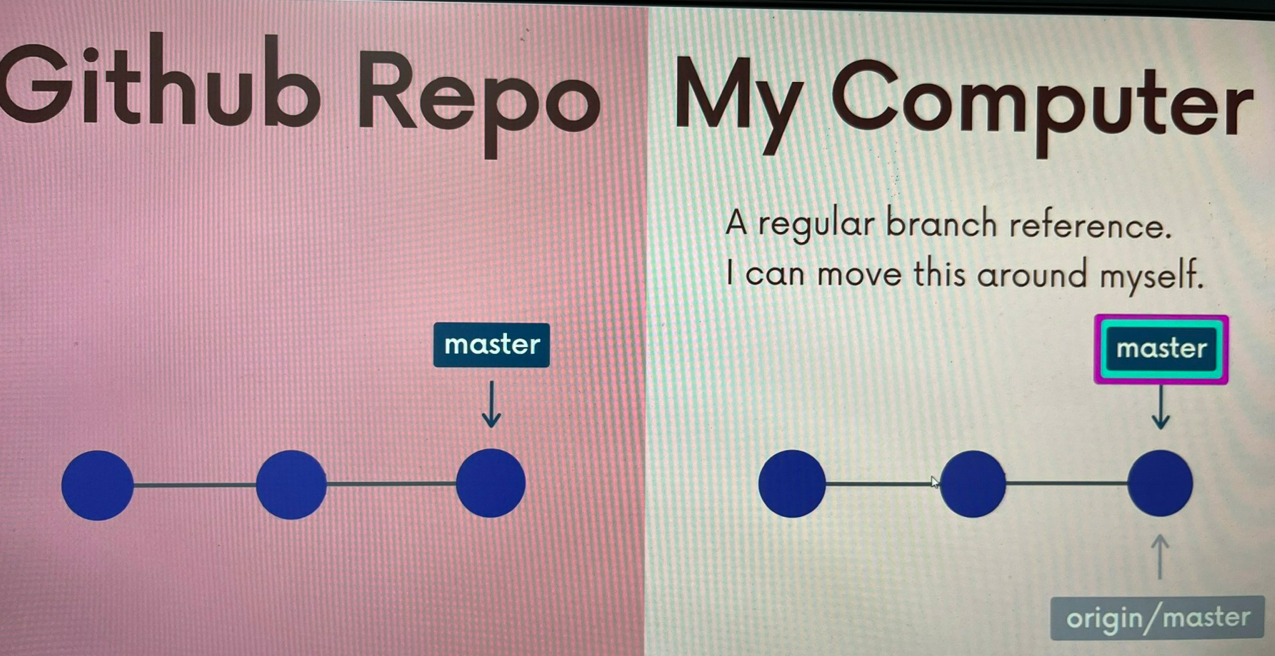 Github Repo
My Computer
A regular branch reference.
I can move this around myself.
master
master
origin/master